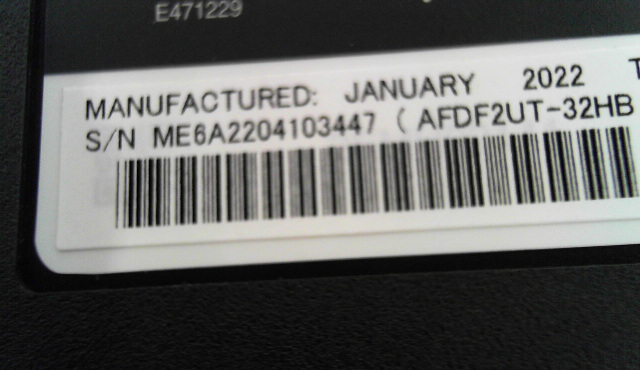 E471229
MANUFACTURED: JANUARY 2022 T
S/N ME6A2204103447 ( AFDF2UT-32HB